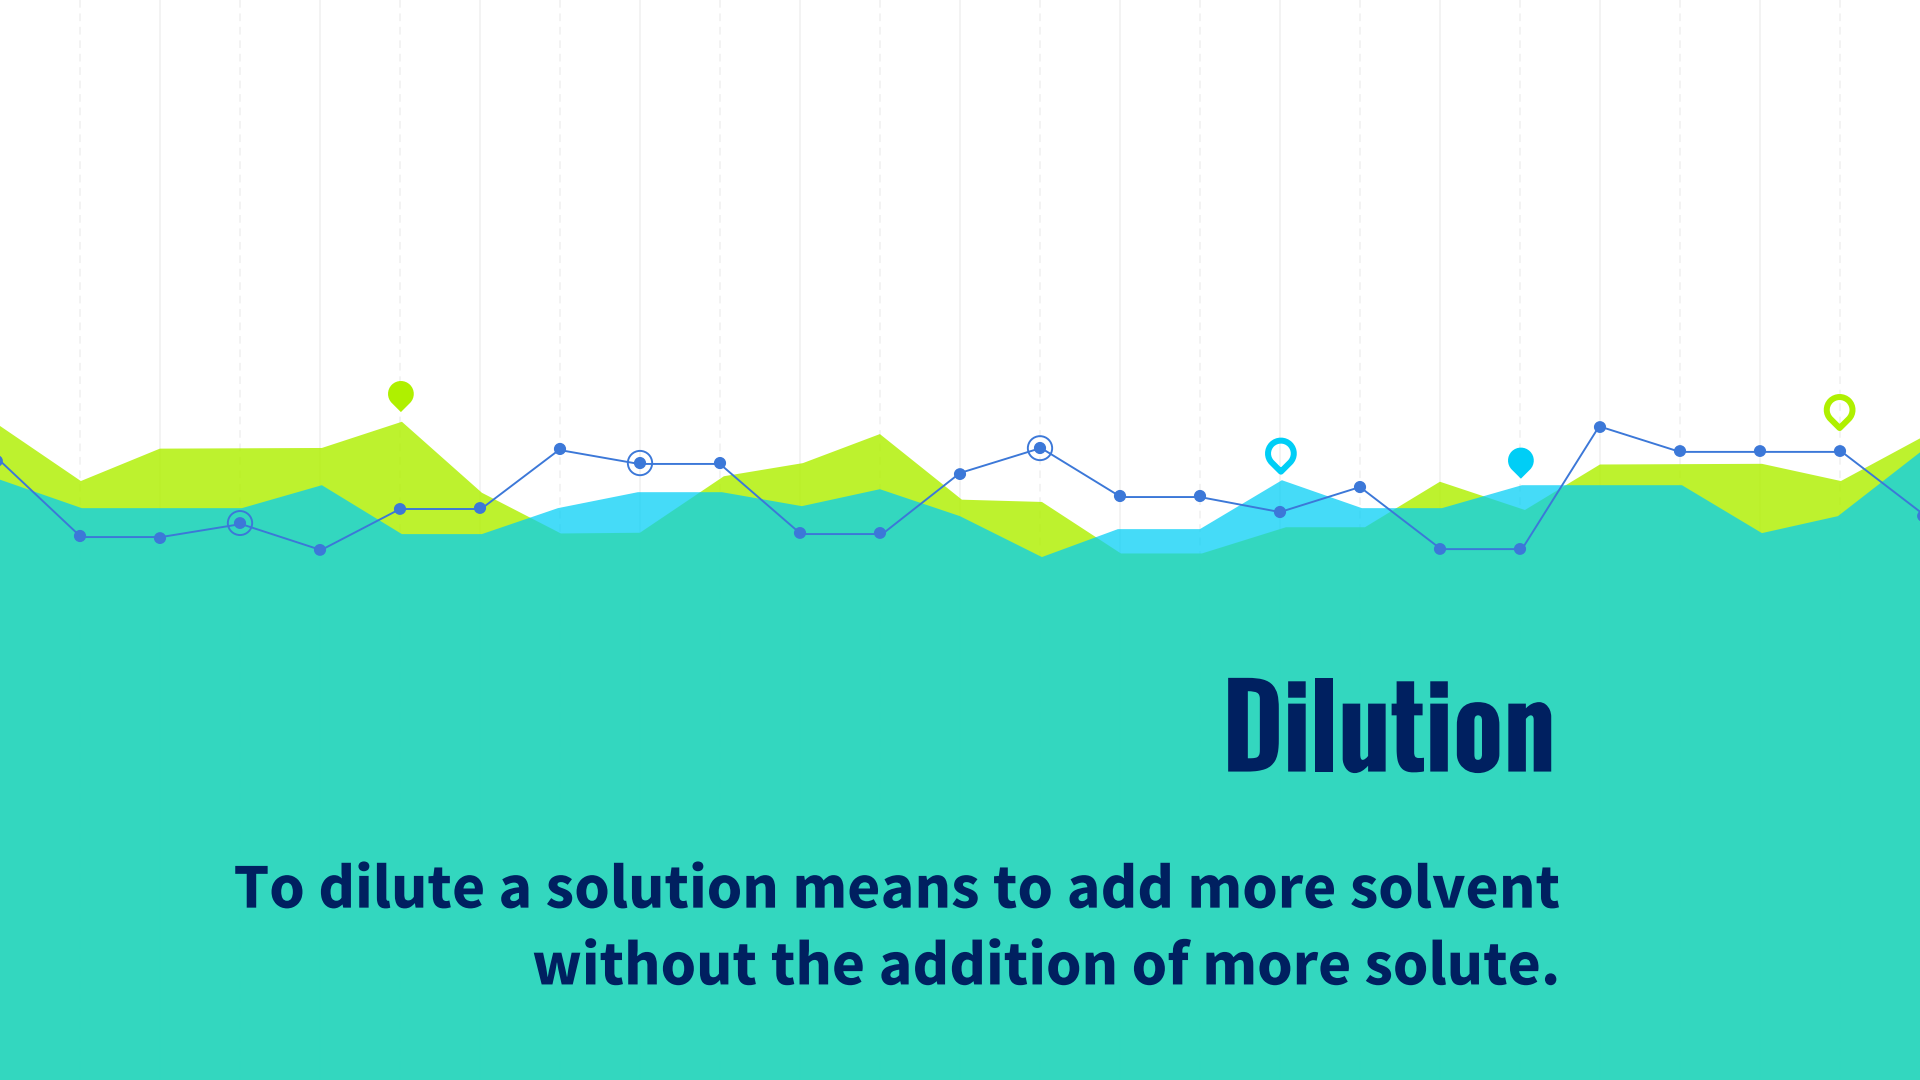 Dilution
To dilute a solution means to add more solvent
without the addition of more solute.